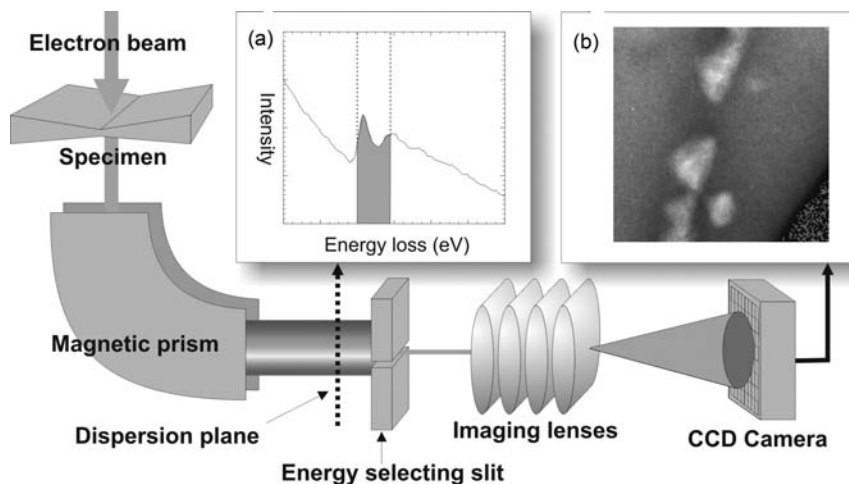 Electron beam
Specimen
Magnetic prism
Dispersion plane
Energy selecting slit
(a)
Intensity
Energy loss (eV)
(b)
Imaging lenses
CCD Camera